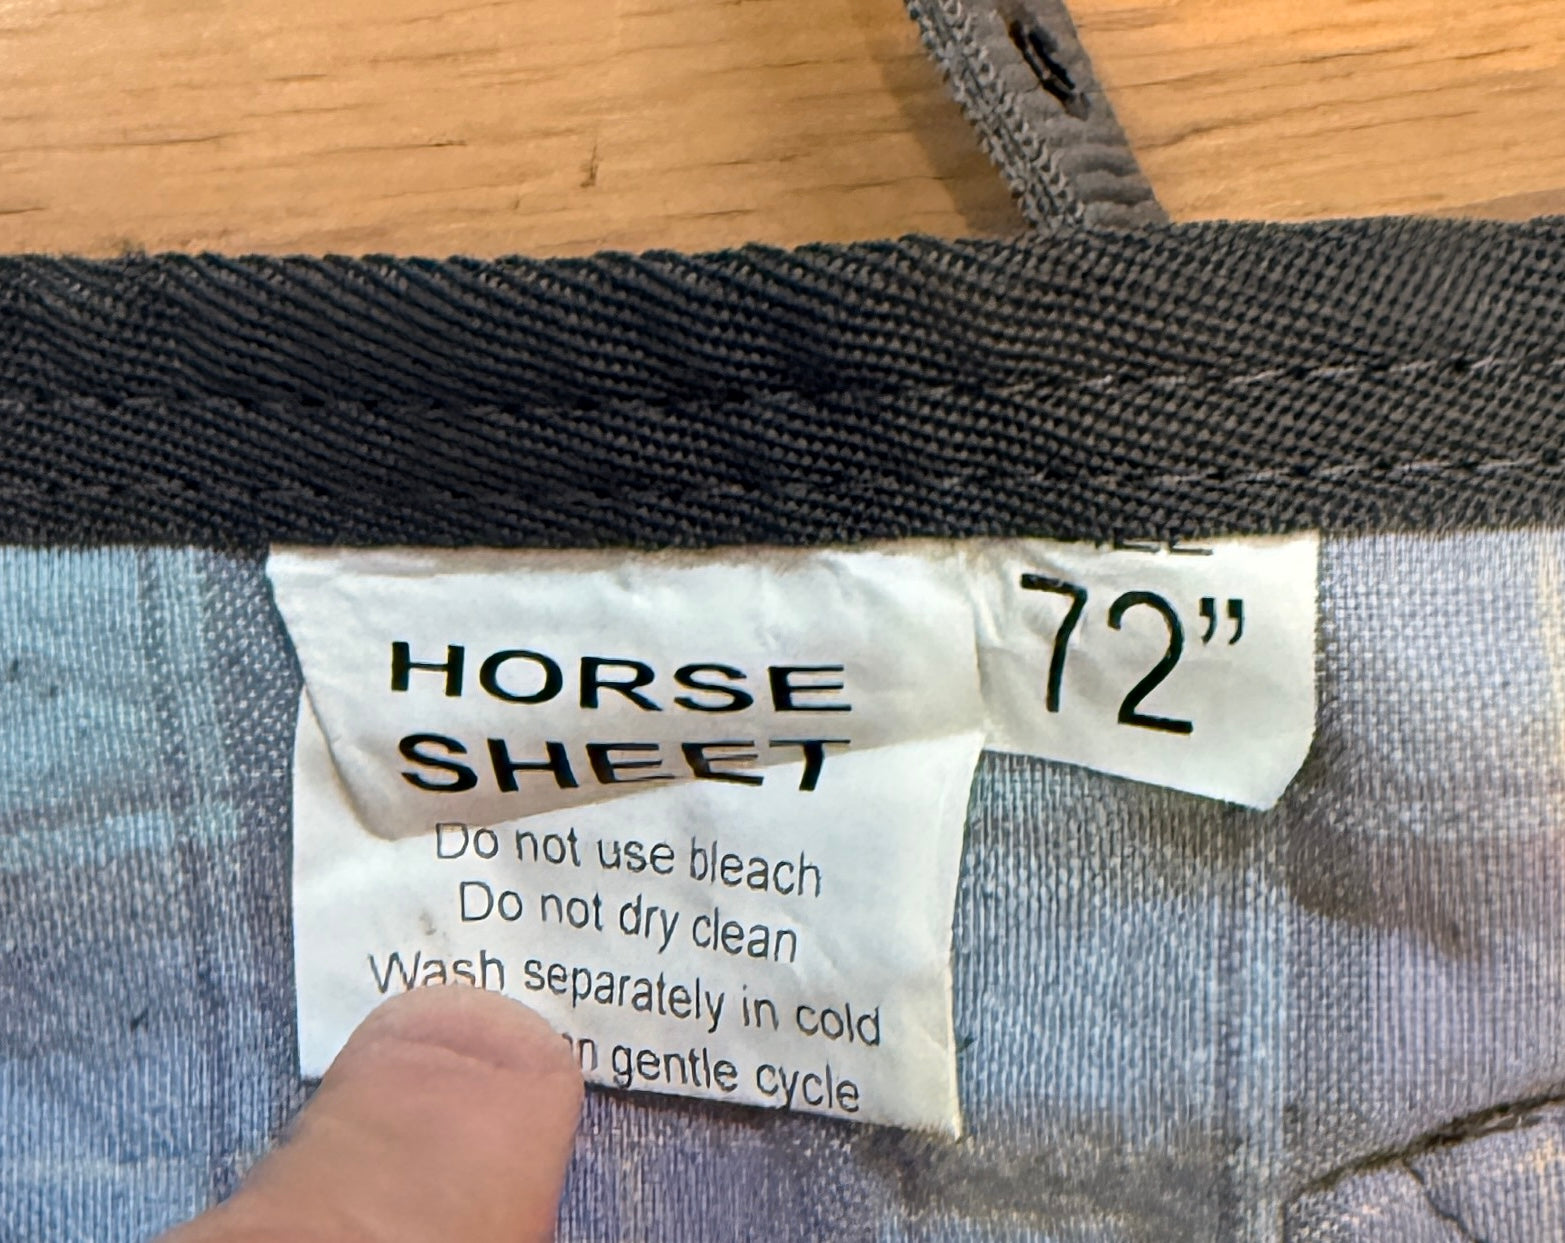 HORSE
SHEET
Do not use bleach
Do not dry clean
Wash separately in cold
gentle cycle
72”